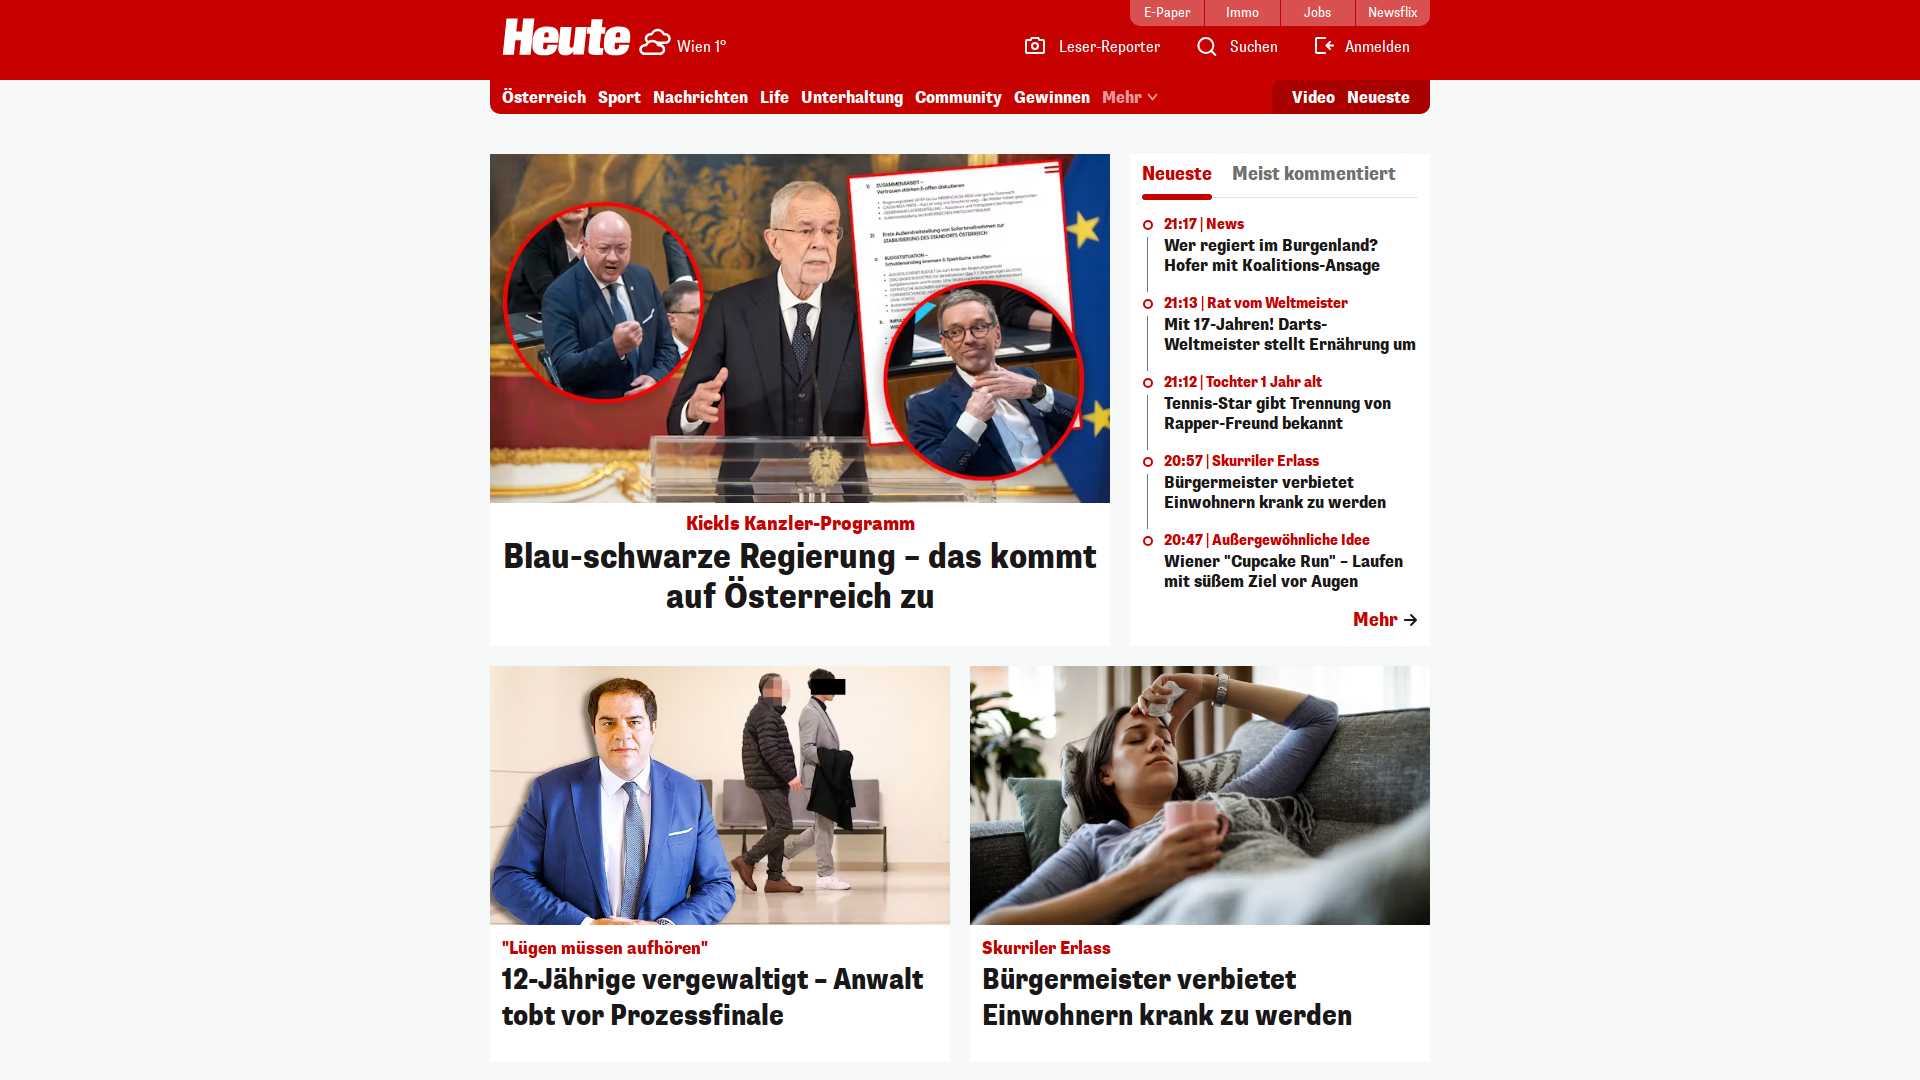 E-Paper
Immo
Jobs
Newsflix
Heute
Wien 1°
Leser-Reporter
Suchen
Anmelden
Österreich
Sport
Nachrichten
Life
Unterhaltung
Community
Gewinnen
Mehr
Video
Neueste
Kickls Kanzler-Programm
Blau-schwarze Regierung – das kommt
auf Österreich zu
Neueste
Meist kommentiert
21:17 | News
Wer regiert im Burgenland?
Hofer mit Koalitions-Ansage
21:13 | Rat vom Weltmeister
Mit 17-Jahren! Darts-
Weltmeister stellt Ernährung um
21:12 | Tochter 1 Jahr alt
Tennis-Star gibt Trennung von
Rapper-Freund bekannt
20:57 | Skurriler Erlass
Bürgermeister verbietet
Einwohnern krank zu werden
20:47 | Außergewöhnliche Idee
Wiener "Cupcake Run" – Laufen
mit süßem Ziel vor Augen
Mehr
"Lügen müssen aufhören"
12-Jährige vergewaltigt – Anwalt
tobt vor Prozessfinale
Skurriler Erlass
Bürgermeister verbietet
Einwohnern krank zu werden